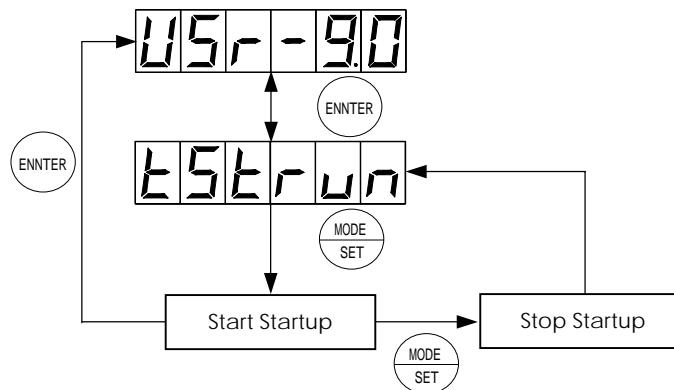 USr-9.0
ENNTER
ENNTER
tStrun
MODE
SET
Start Startup
Stop Startup
MODE
SET